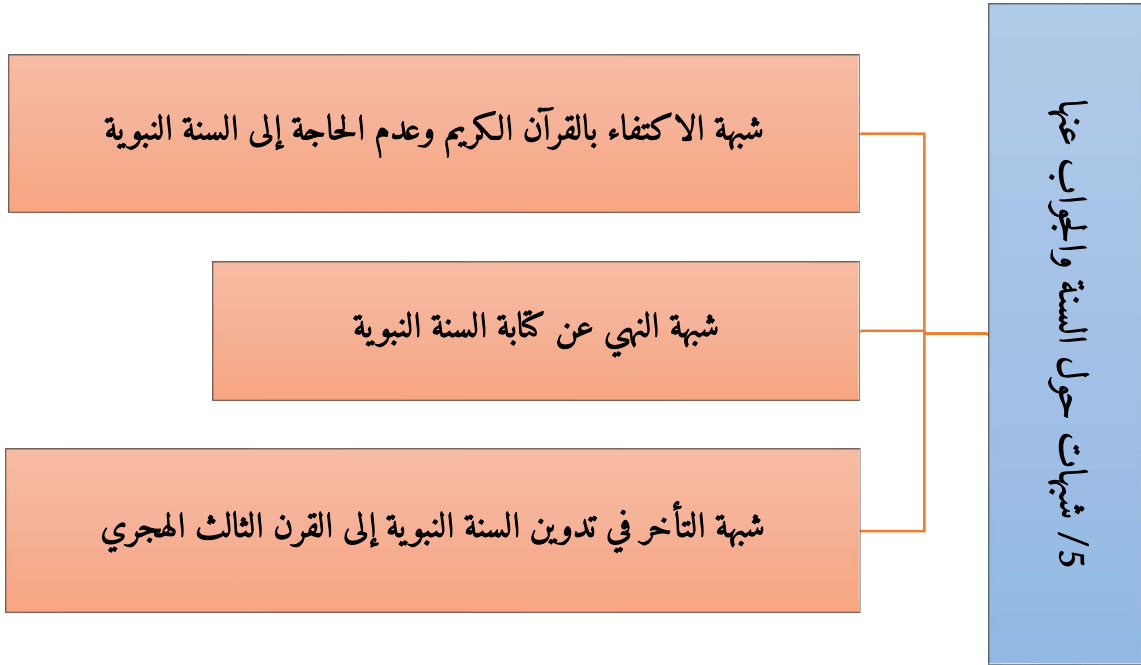 5/ شبهات حول السنة والجواب عنها
شبهة الاكتفاء بالقرآن الكريم وعدم الحاجة إلى السنة النبوية
شبهة النهي عن كتابة السنة النبوية
شبهة التأخر في تدوين السنة النبوية إلى القرن الثالث الهجري